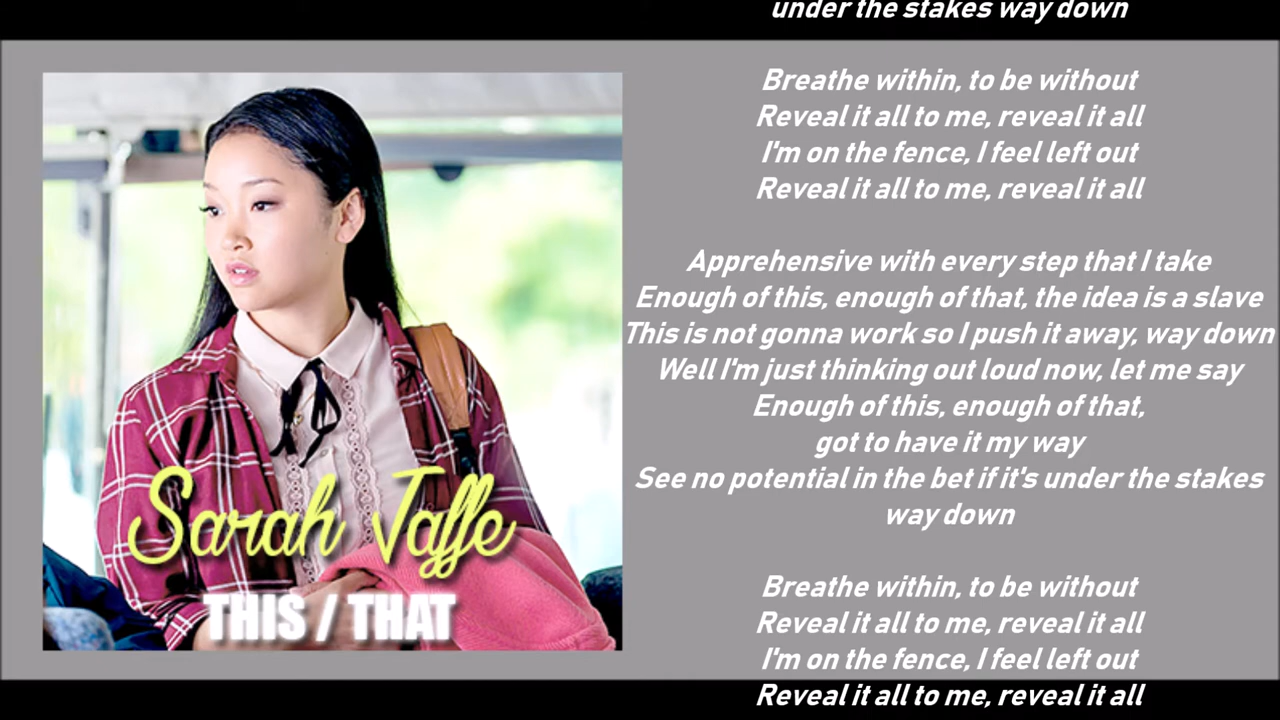 under the stakes way down
Breathe within, to be without
Reveal it all to me, reveal it all
I'm on the fence, I feel left out
Reveal it all to me, reveal it all
Apprehensive with every step that I take
Enough of this, enough of that, the idea is a slave
This is not gonna work so I push it away, way down
Well I'm just thinking out loud now, let me say
Enough of this, enough of that,
got to have it my way
See no potential in the bet if it's under the stakes
way down
Breathe within, to be without
Reveal it all to me, reveal it all
I'm on the fence, I feel left out
Reveal it all to me, reveal it all
Sarah Jaffe
THIS / THAT